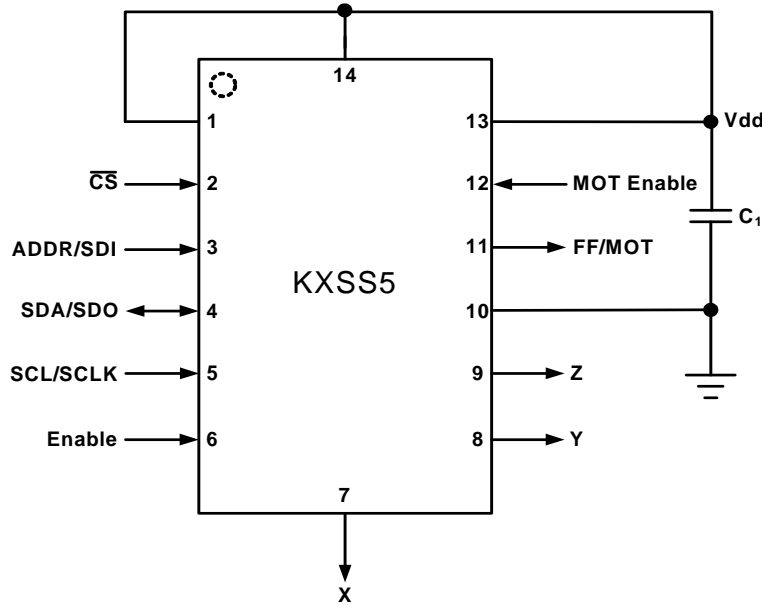 14
1 13 Vdd
C̅S̅ 2 12 MOT Enable
C₁
ADDR/SDI 3 11 FF/MOT
KXSS5
SDA/SDO 4 10
SCL/SCLK 5 9 Z
Enable 6 8 Y
7
X